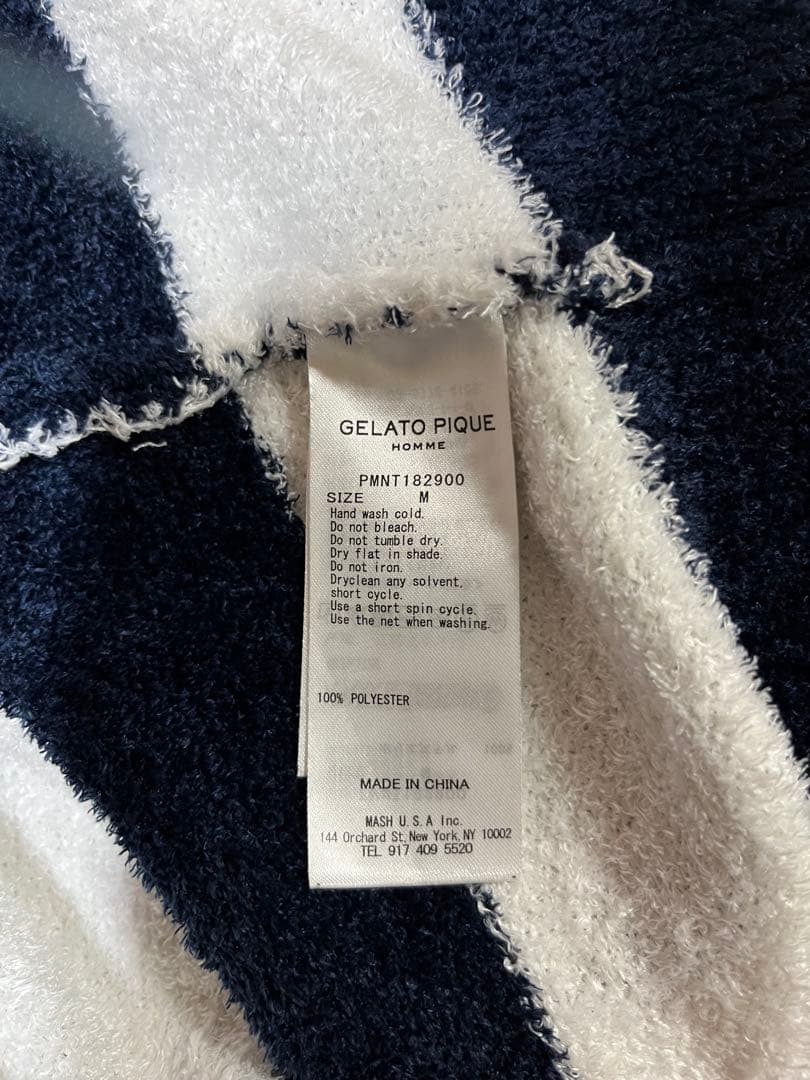 GELATO PIQUE
HOMME
PMNT182900
SIZE M
Hand wash cold.
Do not bleach.
Do not tumble dry.
Dry flat in shade.
Do not iron.
Dryclean any solvent,
short cycle.
Use a short spin cycle.
Use the net when washing.
100% POLYESTER
MADE IN CHINA
MASH U.S.A Inc.
144 Orchard St, New York, NY 10002
TEL 917 409 5520